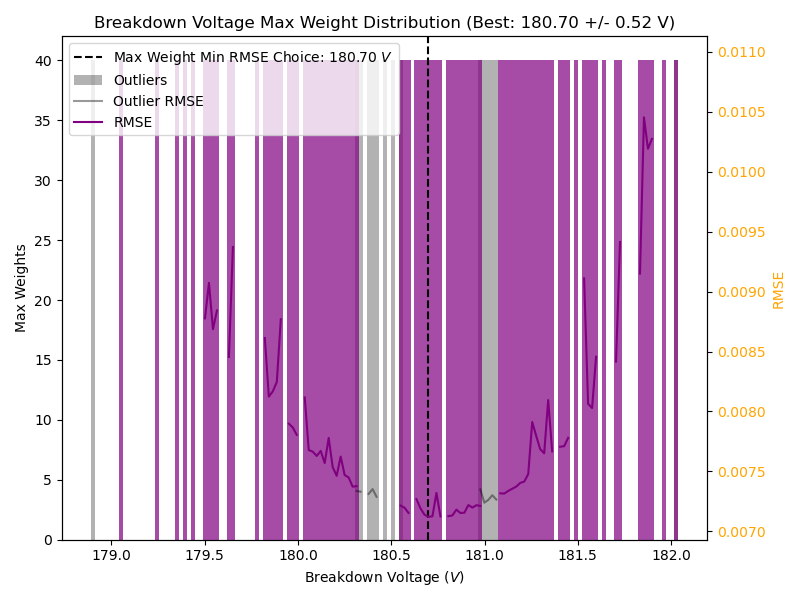 Breakdown Voltage Max Weight Distribution (Best: 180.70 +/- 0.52 V)
Max Weight Min RMSE Choice: 180.70 V
Outliers
Outlier RMSE
RMSE
Max Weights
40
35
30
25
20
15
10
5
0
0.0110
0.0105
0.0100
0.0095
0.0090
0.0085
0.0080
0.0075
0.0070
RMSE
179.0 179.5 180.0 180.5 181.0 181.5 182.0
Breakdown Voltage (V)